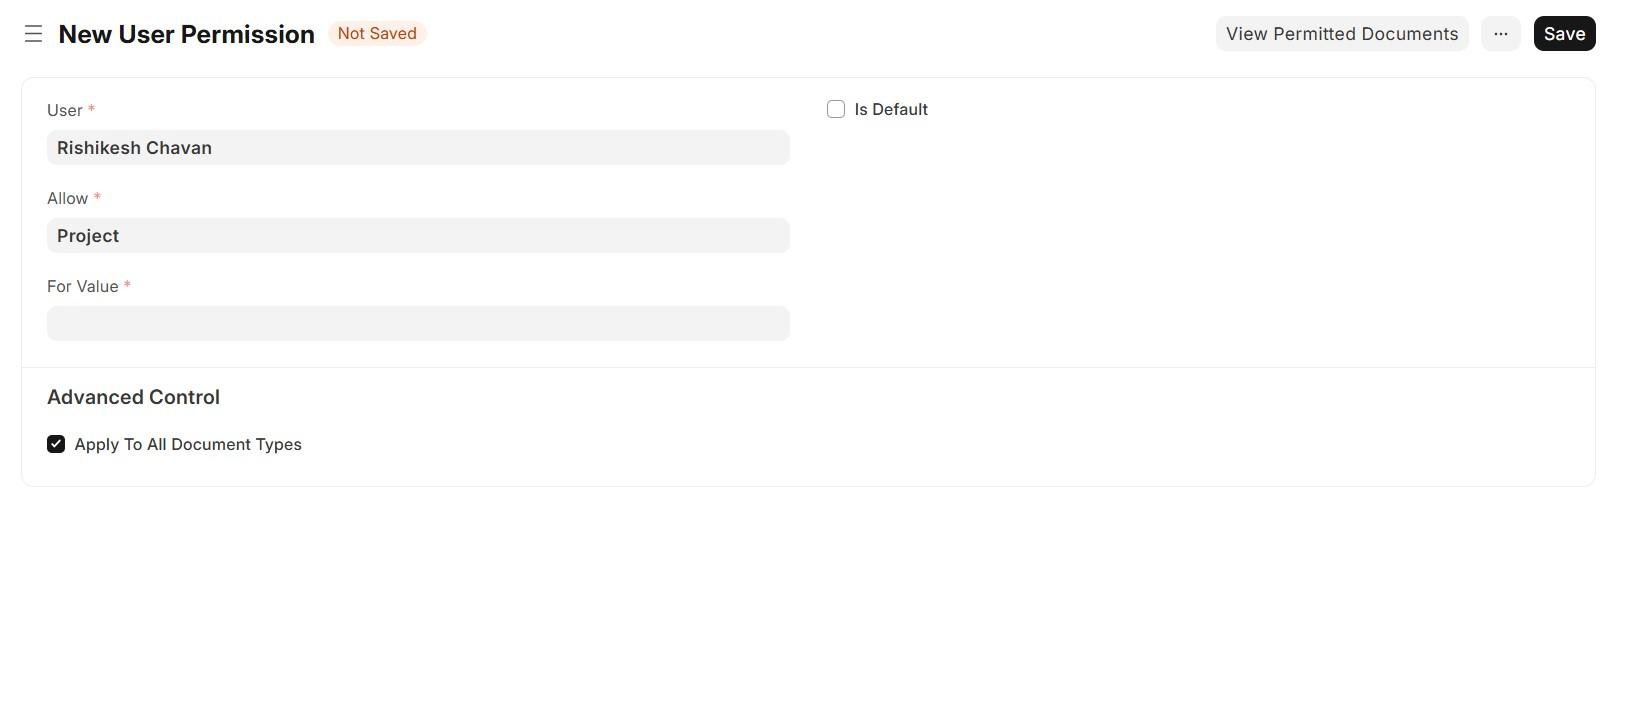 New User Permission
Not Saved
View Permitted Documents
...
Save
User *
Rishikesh Chavan
Is Default
Allow *
Project
For Value *
Advanced Control
Apply To All Document Types